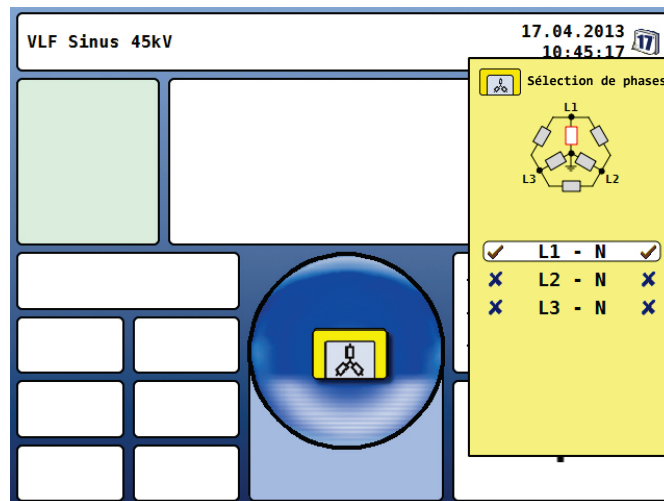 VLF Sinus 45kV
17.04.2013
10:45:17
17
Sélection de phases
L1
L3
L2
L1 - N
L2 - N
L3 - N